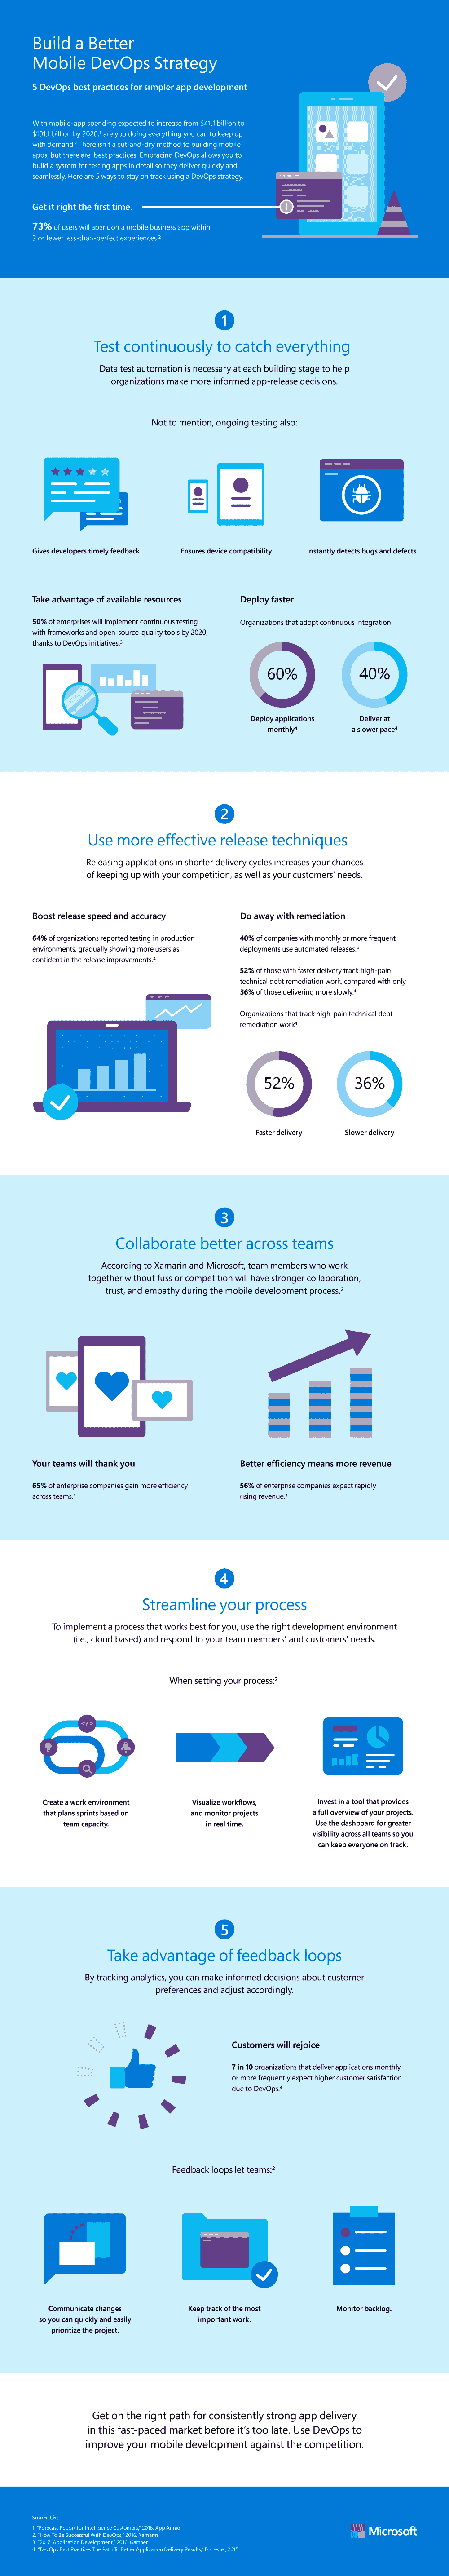 Build a Better
Mobile DevOps Strategy
5 DevOps best practices for simpler app development
With mobile-app spending expected to increase from $41.1 billion to
$101.1 billion by 2020,¹ are you doing everything you can to keep up
with demand? There isn't a cut-and-dry method to building mobile
apps, but there are best practices. Embracing DevOps allows you to
build a system for testing apps in detail so they deliver quickly and
seamlessly. Here are 5 ways to stay on track using a DevOps strategy.
Get it right the first time.
!
73% of users will abandon a mobile business app within
2 or fewer less-than-perfect experiences.²
1
Test continuously to catch everything
Data test automation is necessary at each building stage to help
organizations make more informed app-release decisions.
Not to mention, ongoing testing also:
Gives developers timely feedback
Ensures device compatibility
Instantly detects bugs and defects
Take advantage of available resources
50% of enterprises will implement continuous testing
with frameworks and open-source-quality tools by 2020,
thanks to DevOps initiatives.³
Deploy faster
Organizations that adopt continuous integration
60%
Deploy applications
monthly⁴
40%
Deliver at
a slower pace⁴
2
Use more effective release techniques
Releasing applications in shorter delivery cycles increases your chances
of keeping up with your competition, as well as your customers' needs.
Boost release speed and accuracy
64% of organizations reported testing in production
environments, gradually showing more users as
confident in the release improvements.⁴
Do away with remediation
40% of companies with monthly or more frequent
deployments use automated releases.⁴
52% of those with faster delivery track high-pain
technical debt remediation work, compared with only
36% of those delivering more slowly.⁴
Organizations that track high-pain technical debt
remediation work⁴
52%
Faster delivery
36%
Slower delivery
3
Collaborate better across teams
According to Xamarin and Microsoft, team members who work
together without fuss or competition will have stronger collaboration,
trust, and empathy during the mobile development process.²
Your teams will thank you
65% of enterprise companies gain more efficiency
across teams.⁴
Better efficiency means more revenue
56% of enterprise companies expect rapidly
rising revenue.⁴
4
Streamline your process
To implement a process that works best for you, use the right development environment
(i.e., cloud based) and respond to your team members' and customers' needs.
When setting your process:²
</>
Create a work environment
that plans sprints based on
team capacity.
Visualize workflows,
and monitor projects
in real time.
Invest in a tool that provides
a full overview of your projects.
Use the dashboard for greater
visibility across all teams so you
can keep everyone on track.
5
Take advantage of feedback loops
By tracking analytics, you can make informed decisions about customer
preferences and adjust accordingly.
Customers will rejoice
7 in 10 organizations that deliver applications monthly
or more frequently expect higher customer satisfaction
due to DevOps.⁴
Feedback loops let teams:²
Communicate changes
so you can quickly and easily
prioritize the project.
Keep track of the most
important work.
Monitor backlog.
Get on the right path for consistently strong app delivery
in this fast-paced market before it's too late. Use DevOps to
improve your mobile development against the competition.
Source List
1. "Forecast Report for Intelligence Customers," 2016, App Annie
2. "How To Be Successful With DevOps," 2016, Xamarin
3. "2017: Application Development," 2016, Gartner
4. "DevOps Best Practices The Path To Better Application Delivery Results," Forrester, 2015
Microsoft